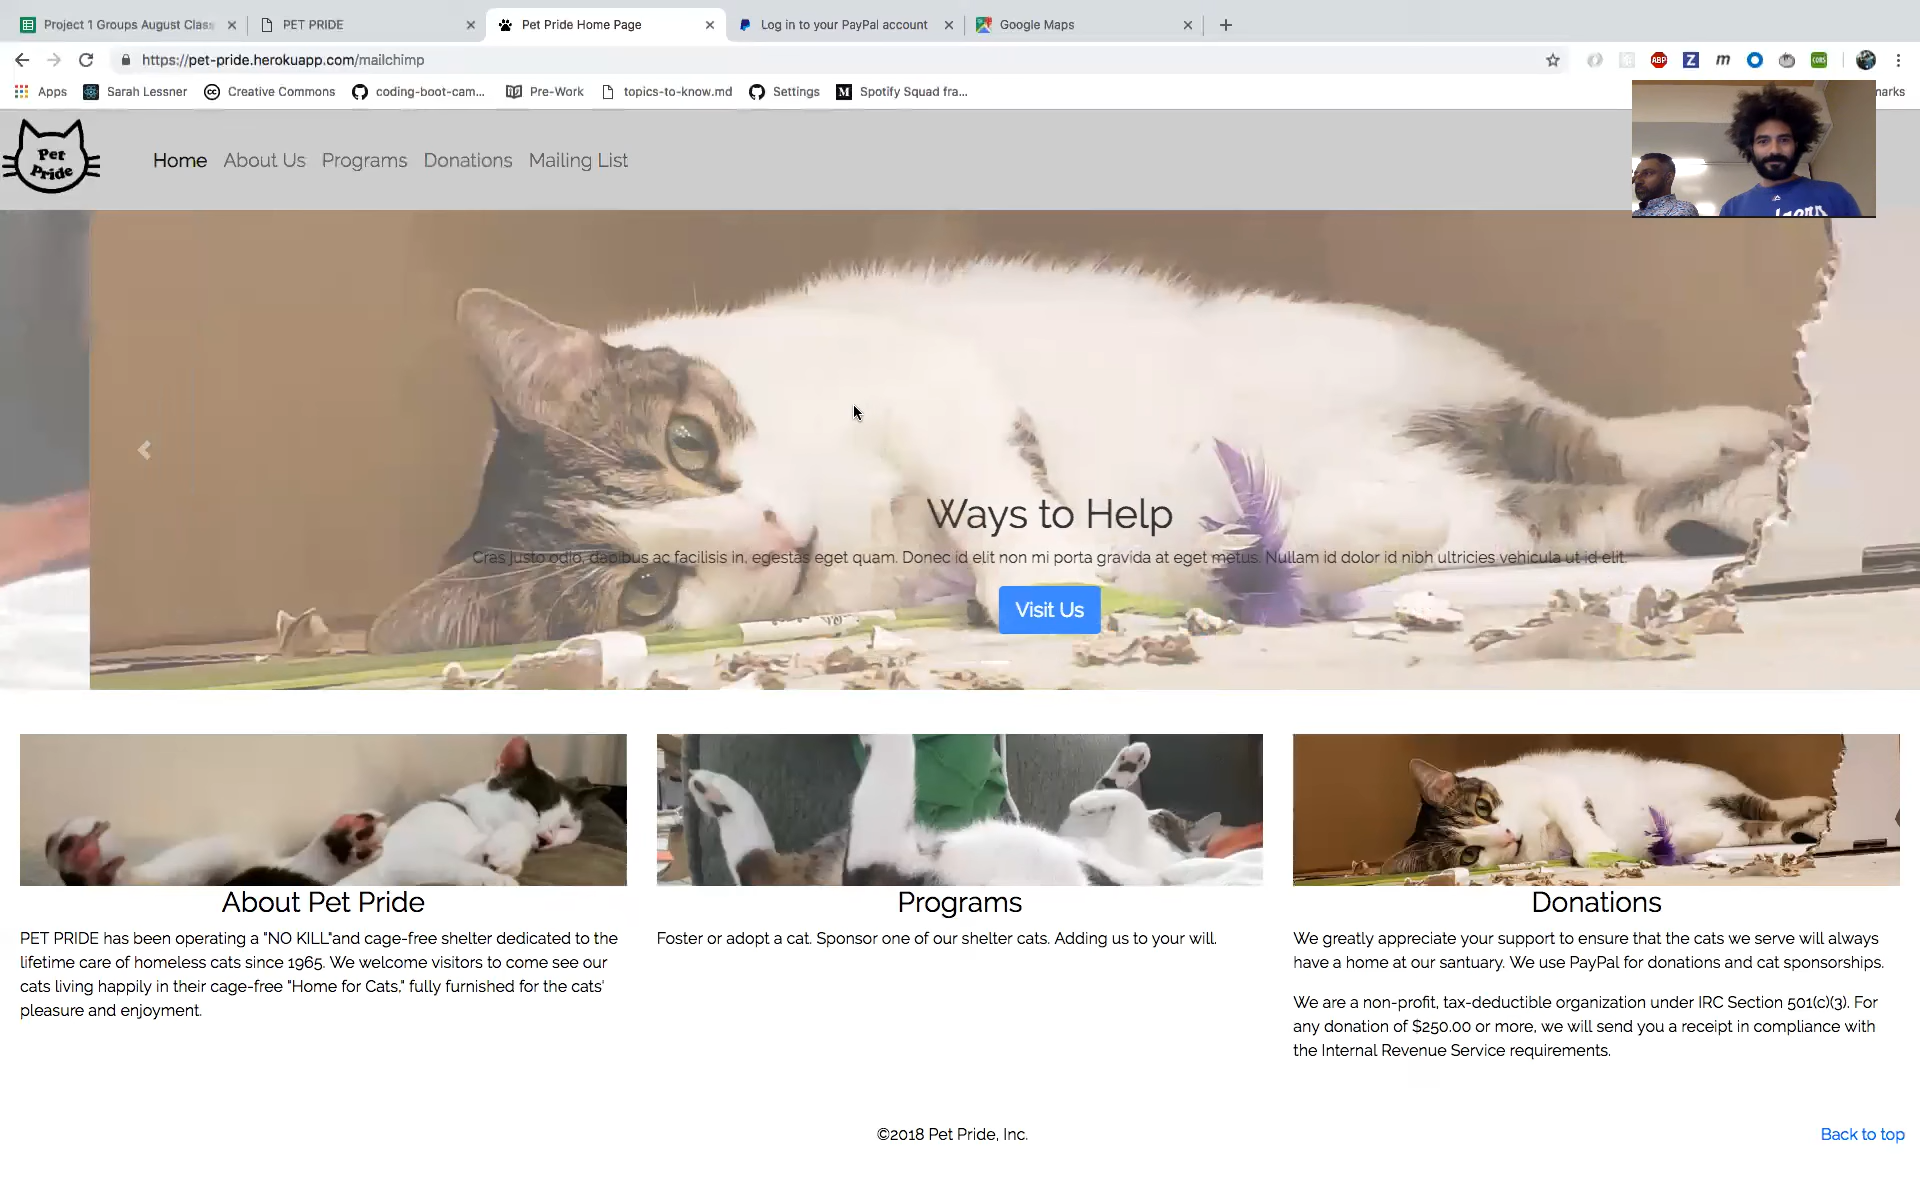 Project 1 Groups August Class
PET PRIDE
Pet Pride Home Page
Log in to your PayPal account
Google Maps
https://pet-pride.herokuapp.com/mailchimp
ABP
Z
m
CORS
Apps
Sarah Lessner
Creative Commons
coding-boot-cam...
Pre-Work
topics-to-know.md
Settings
M
Spotify Squad fra...
Pet
Pride
Home
About Us
Programs
Donations
Mailing List
Ways to Help
Cras justo odio, dapibus ac facilisis in, egestas eget quam. Donec id elit non mi porta gravida at eget metus. Nullam id dolor id nibh ultricies vehicula ut id elit.
Visit Us
About Pet Pride
PET PRIDE has been operating a "NO KILL"and cage-free shelter dedicated to the
lifetime care of homeless cats since 1965. We welcome visitors to come see our
cats living happily in their cage-free "Home for Cats," fully furnished for the cats'
pleasure and enjoyment.
Programs
Foster or adopt a cat. Sponsor one of our shelter cats. Adding us to your will.
Donations
We greatly appreciate your support to ensure that the cats we serve will always
have a home at our santuary. We use PayPal for donations and cat sponsorships.
We are a non-profit, tax-deductible organization under IRC Section 501(c)(3). For
any donation of $250.00 or more, we will send you a receipt in compliance with
the Internal Revenue Service requirements.
©2018 Pet Pride, Inc.
Back to top